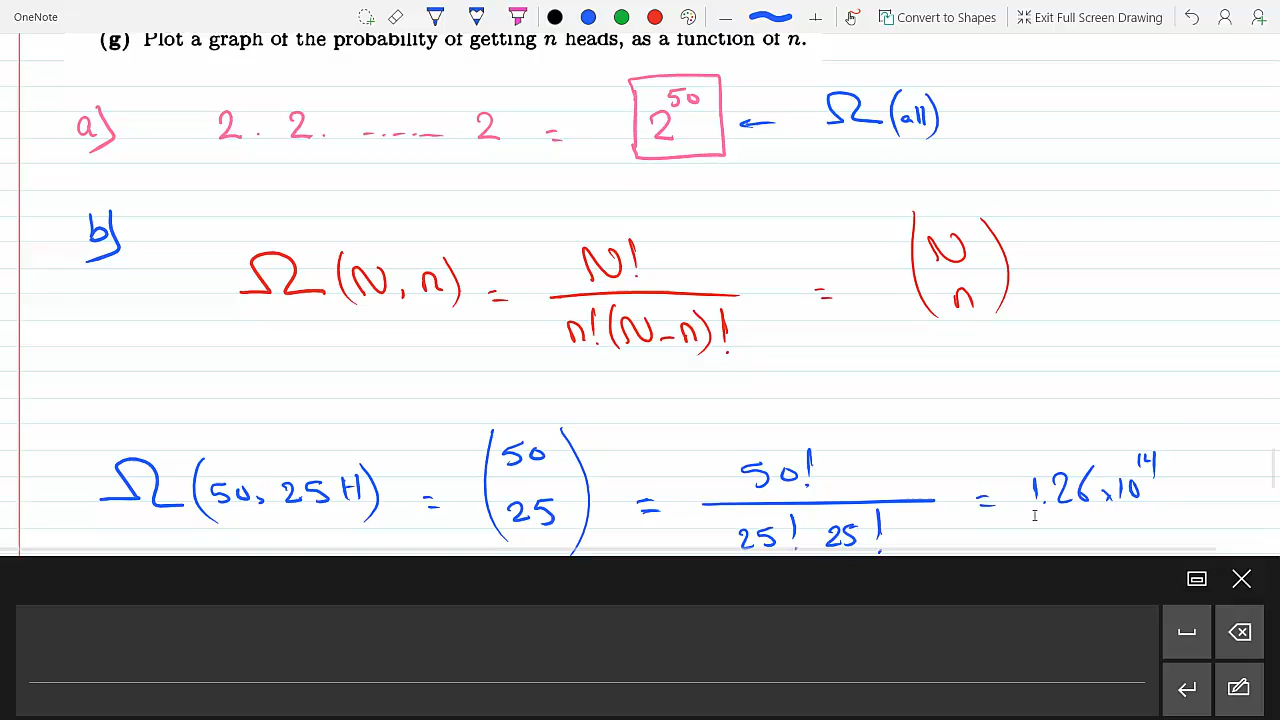 OneNote
Convert to Shapes
Exit Full Screen Drawing
(g) Plot a graph of the probability of getting n heads, as a function of n.
a) 2 . 2 . ...... 2 = 2^50 ← Ω(all)
b)
Ω(N, n) = N! / n!(N-n)! = (N n)
Ω(50, 25H) = (50 25) = 50! / 25! 25! = 1.26 x 10^14